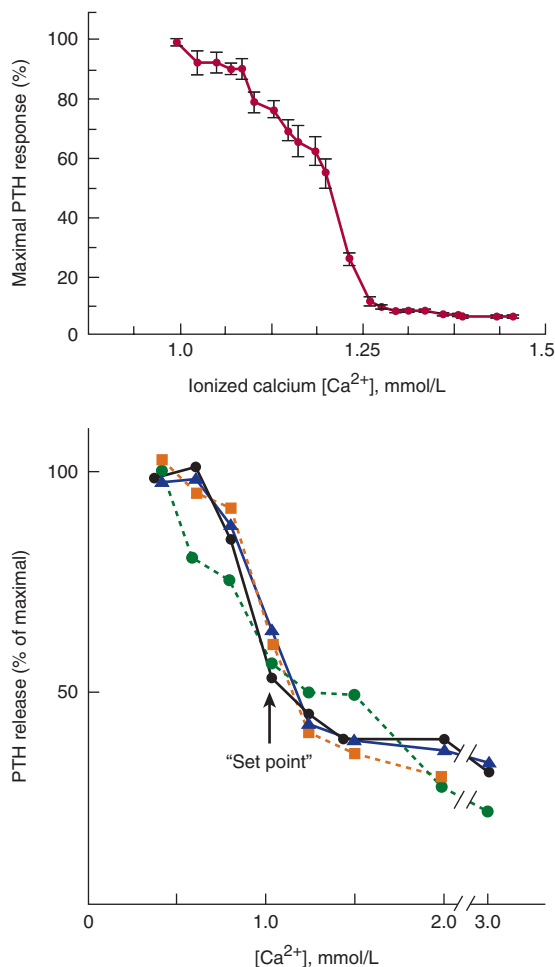 100
80
60
40
20
0
Maximal PTH response (%)
1.0 1.25 1.5
Ionized calcium [Ca²⁺], mmol/L
100
50
PTH release (% of maximal)
“Set point”
0 1.0 2.0 3.0
[Ca²⁺], mmol/L